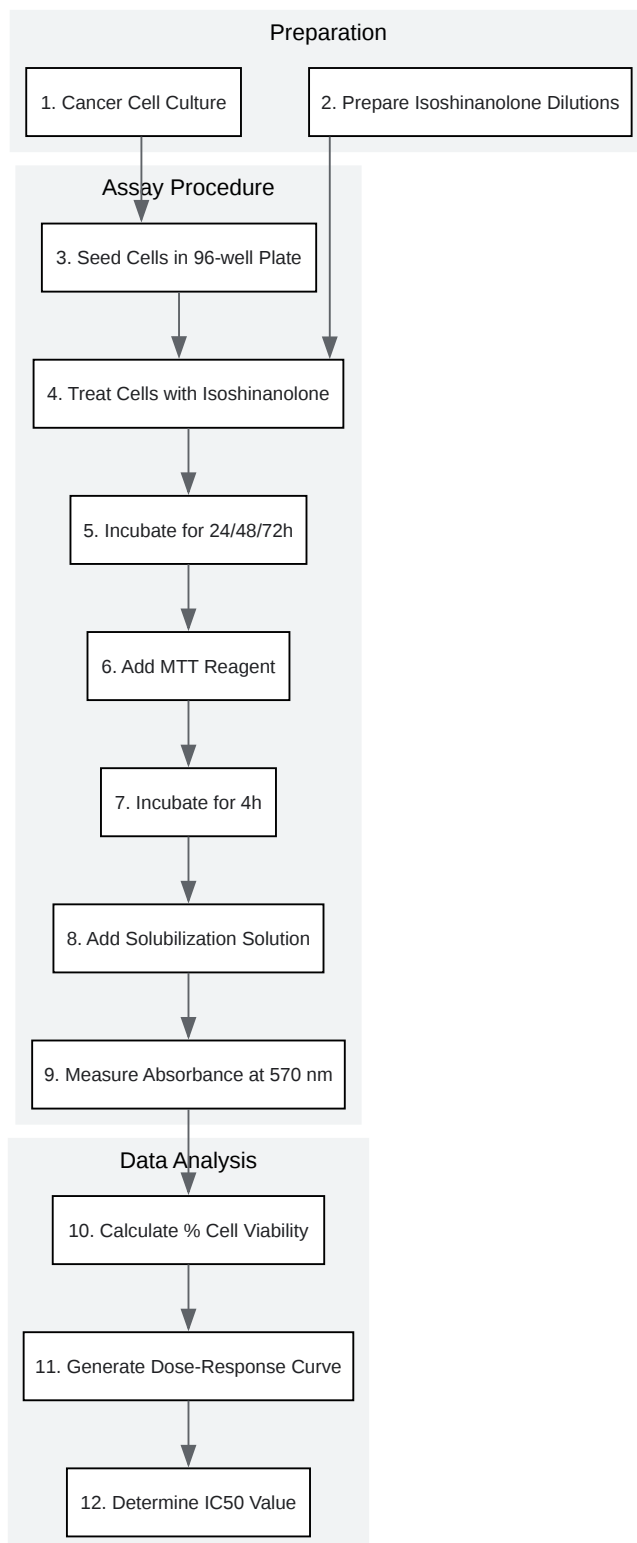 Preparation
1. Cancer Cell Culture
2. Prepare Isoshinanolone Dilutions
Assay Procedure
3. Seed Cells in 96-well Plate
4. Treat Cells with Isoshinanolone
5. Incubate for 24/48/72h
6. Add MTT Reagent
7. Incubate for 4h
8. Add Solubilization Solution
9. Measure Absorbance at 570 nm
Data Analysis
10. Calculate % Cell Viability
11. Generate Dose-Response Curve
12. Determine IC50 Value